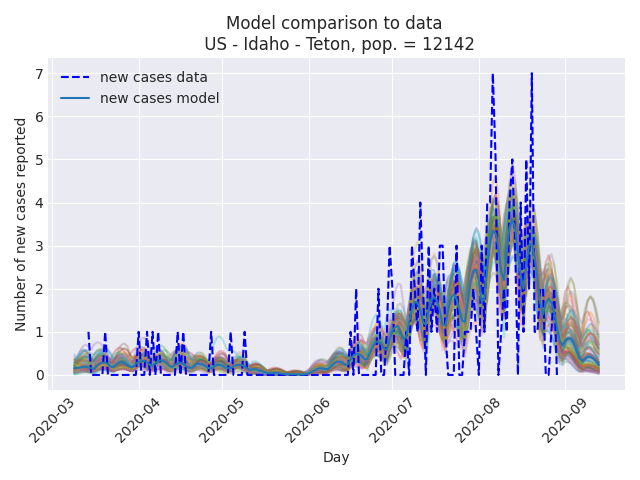 Model comparison to data
US - Idaho - Teton, pop. = 12142
new cases data
new cases model
Number of new cases reported
7
6
5
4
3
2
1
0
2020-03
2020-04
2020-05
2020-06
2020-07
2020-08
2020-09
Day